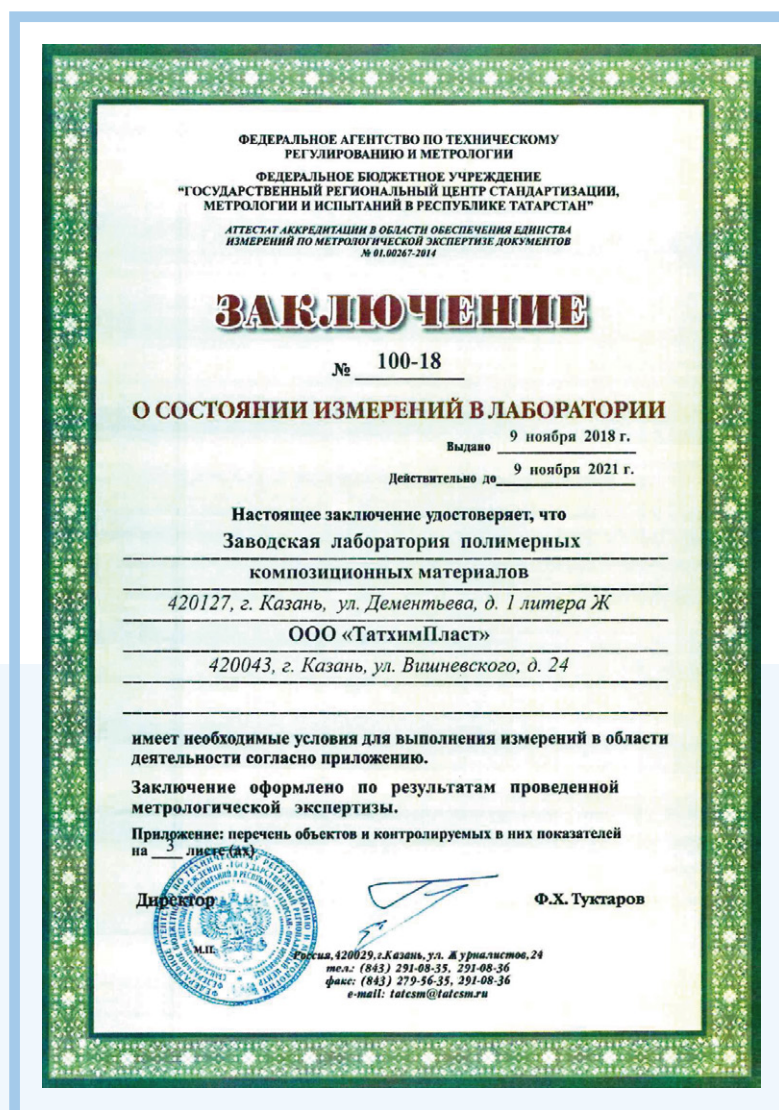 ФЕДЕРАЛЬНОЕ АГЕНТСТВО ПО ТЕХНИЧЕСКОМУ
РЕГУЛИРОВАНИЮ И МЕТРОЛОГИИ
ФЕДЕРАЛЬНОЕ БЮДЖЕТНОЕ УЧРЕЖДЕНИЕ
"ГОСУДАРСТВЕННЫЙ РЕГИОНАЛЬНЫЙ ЦЕНТР СТАНДАРТИЗАЦИИ,
МЕТРОЛОГИИ И ИСПЫТАНИЙ В РЕСПУБЛИКЕ ТАТАРСТАН"
АТТЕСТАТ АККРЕДИТАЦИИ В ОБЛАСТИ ОБЕСПЕЧЕНИЯ ЕДИНСТВА
ИЗМЕРЕНИЙ ПО МЕТРОЛОГИЧЕСКОЙ ЭКСПЕРТИЗЕ ДОКУМЕНТОВ
№ 01.00267-2014
ЗАКЛЮЧЕНИЕ
№ 100-18
О СОСТОЯНИИ ИЗМЕРЕНИЙ В ЛАБОРАТОРИИ
Выдано 9 ноября 2018 г.
Действительно до 9 ноября 2021 г.
Настоящее заключение удостоверяет, что
Заводская лаборатория полимерных
композиционных материалов
420127, г. Казань, ул. Дементьева, д. 1 литера Ж
ООО «ТатхимПласт»
420043, г. Казань, ул. Вишневского, д. 24
имеет необходимые условия для выполнения измерений в области
деятельности согласно приложению.
Заключение оформлено по результатам проведенной
метрологической экспертизы.
Приложение: перечень объектов и контролируемых в них показателей
на 3 листе (ах)
Директор Ф.Х. Туктаров
М.П.
Россия,420029,г.Казань,ул. Журналистов,24
тел.: (843) 291-08-35, 291-08-36
факс: (843) 279-56-35, 291-08-36
e-mail: tatcsm@tatcsm.ru